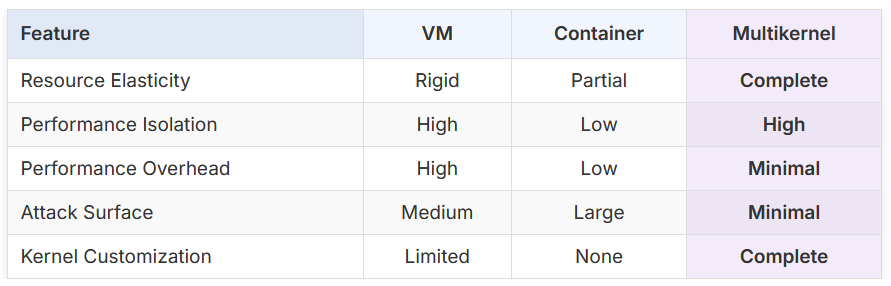 Feature VM Container Multikernel
Resource Elasticity Rigid Partial Complete
Performance Isolation High Low High
Performance Overhead High Low Minimal
Attack Surface Medium Large Minimal
Kernel Customization Limited None Complete